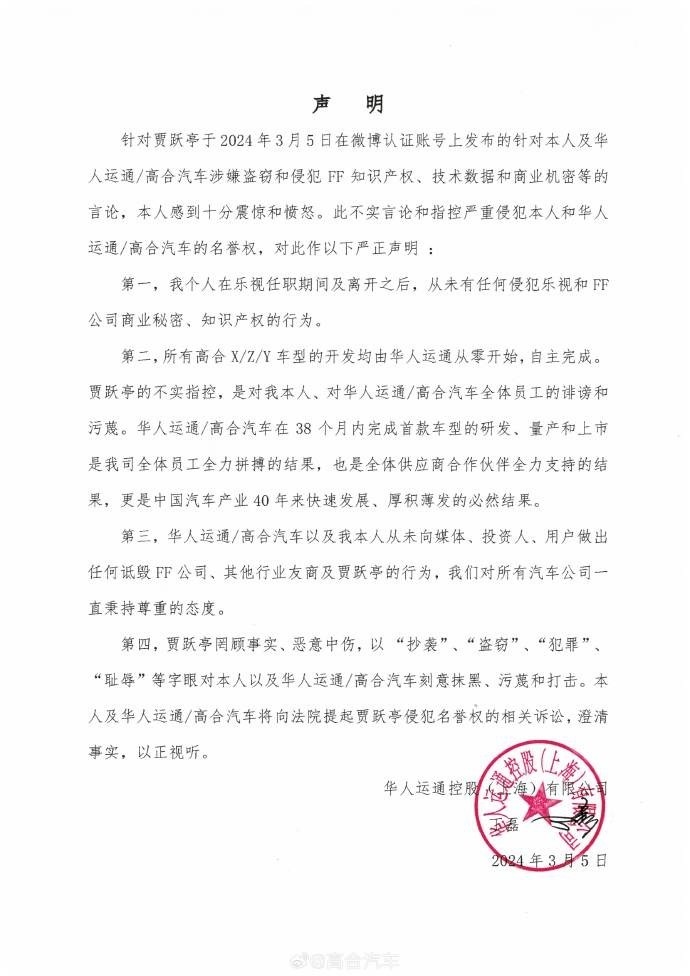 声 明
针对贾跃亭于2024年3月5日在微博认证账号上发布的针对本人及华
人运通/高合汽车涉嫌盗窃和侵犯FF知识产权、技术数据和商业机密等的
言论，本人感到十分震惊和愤怒。此不实言论和指控严重侵犯本人和华人
运通/高合汽车的名誉权，对此作以下严正声明 ：
第一，我个人在乐视任职期间及离开之后，从未有任何侵犯乐视和FF
公司商业秘密、知识产权的行为。
第二，所有高合X/Z/Y车型的开发均由华人运通从零开始，自主完成。
贾跃亭的不实指控，是对我本人、对华人运通/高合汽车全体员工的诽谤和
污蔑。华人运通/高合汽车在38个月内完成首款车型的研发、量产和上市
是我司全体员工全力拼搏的结果，也是全体供应商合作伙伴全力支持的结
果，更是中国汽车产业40年来快速发展、厚积薄发的必然结果。
第三，华人运通/高合汽车以及我本人从未向媒体、投资人、用户做出
任何诋毁FF公司、其他行业友商及贾跃亭的行为，我们对所有汽车公司一
直秉持尊重的态度。
第四，贾跃亭罔顾事实、恶意中伤，以 “抄袭”、“盗窃”、“犯罪”、
“耻辱”等字眼对本人以及华人运通/高合汽车刻意抹黑、污蔑和打击。本
人及华人运通/高合汽车将向法院提起贾跃亭侵犯名誉权的相关诉讼，澄清
事实，以正视听。
华人运通控股（上海）有限公司
丁磊
2024年3月5日
华人运通控股(上海)有限公司
@高合汽车